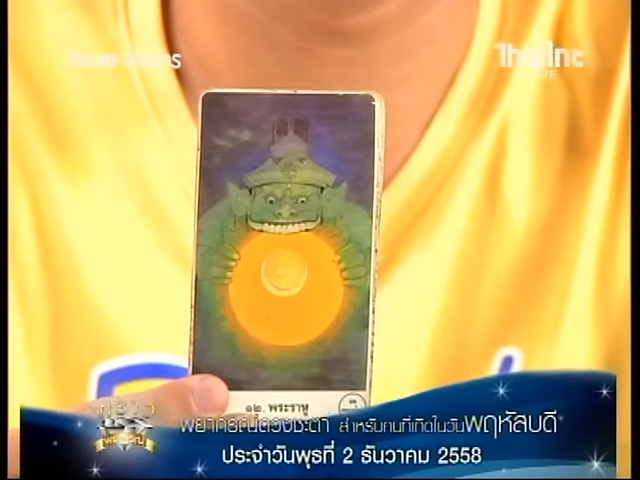 Thai
LIVE
๑๒. พระราหู
พยากรณ์ดวงชะตา สำหรับคนที่เกิดในวันพฤหัสบดี
ประจำวันพุธที่ 2 ธันวาคม 2558